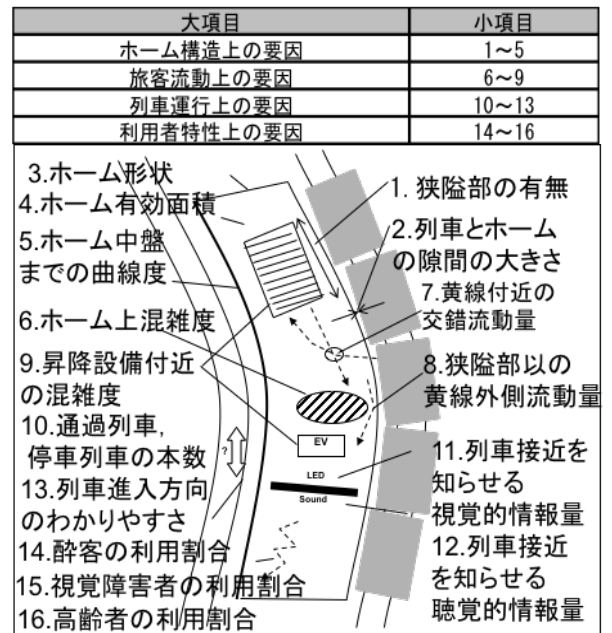 大項目 小項目
ホーム構造上の要因 1～5
旅客流動上の要因 6～9
列車運行上の要因 10～13
利用者特性上の要因 14～16
3.ホーム形状
4.ホーム有効面積
5.ホーム中盤
までの曲線度
6.ホーム上混雑度
9.昇降設備付近
の混雑度
10.通過列車,
停車列車の本数
13.列車進入方向
のわかりやすさ
14.酔客の利用割合
15.視覚障害者の利用割合
16.高齢者の利用割合
1. 狭隘部の有無
2.列車とホーム
の隙間の大きさ
7.黄線付近の
交錯流動量
8.狭隘部以の
黄線外側流動量
11.列車接近を
知らせる
視覚的情報量
12.列車接近
を知らせる
聴覚的情報量
EV
LED
Sound
?